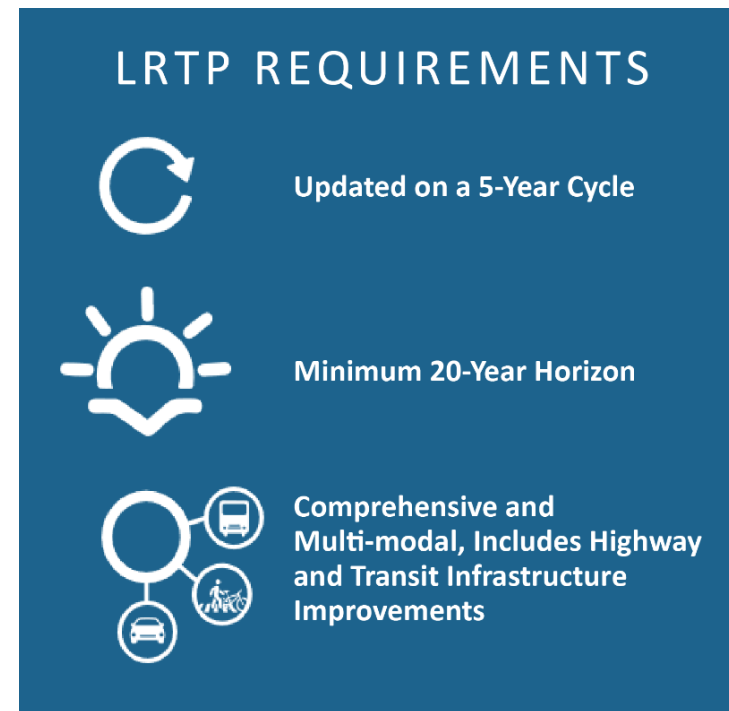 LRTP REQUIREMENTS
Updated on a 5-Year Cycle
Minimum 20-Year Horizon
Comprehensive and
Multi-modal, Includes Highway
and Transit Infrastructure
Improvements